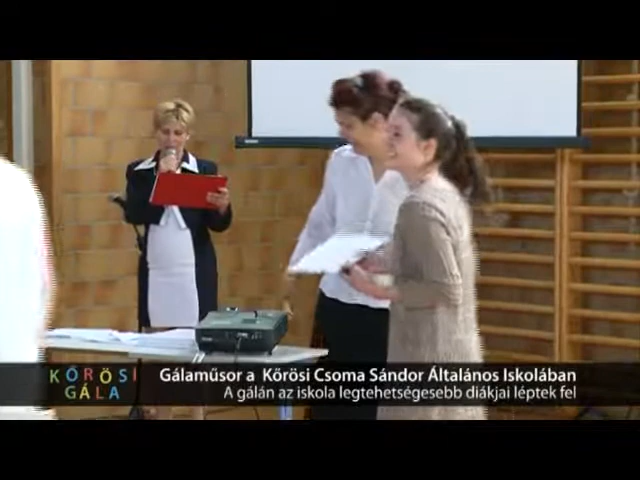 KŐRÖSI
GÁLA
Gálaműsor a Kőrösi Csoma Sándor Általános Iskolában
A gálán az iskola legtehetségesebb diákjai léptek fel